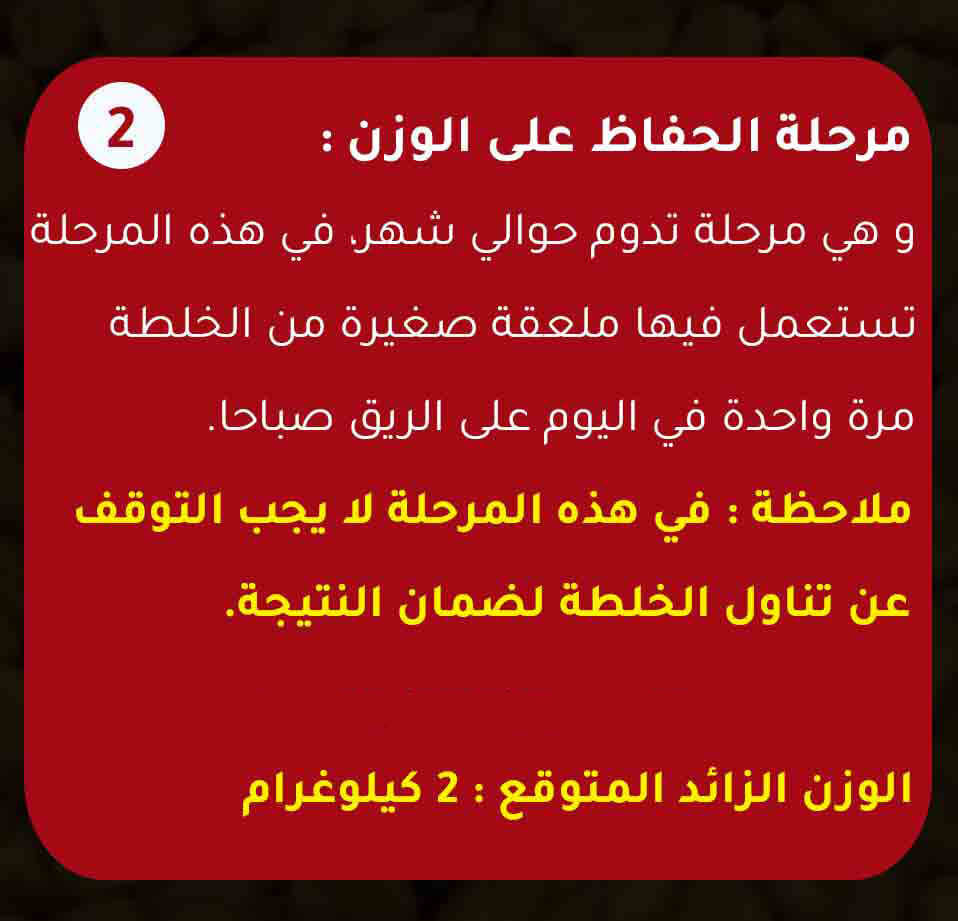 2
مرحلة الحفاظ على الوزن :
و هي مرحلة تدوم حوالي شهر، في هذه المرحلة
تستعمل فيها ملعقة صغيرة من الخلطة
مرة واحدة في اليوم على الريق صباحا.
ملاحظة : في هذه المرحلة لا يجب التوقف
عن تناول الخلطة لضمان النتيجة.
الوزن الزائد المتوقع : 2 كيلوغرام